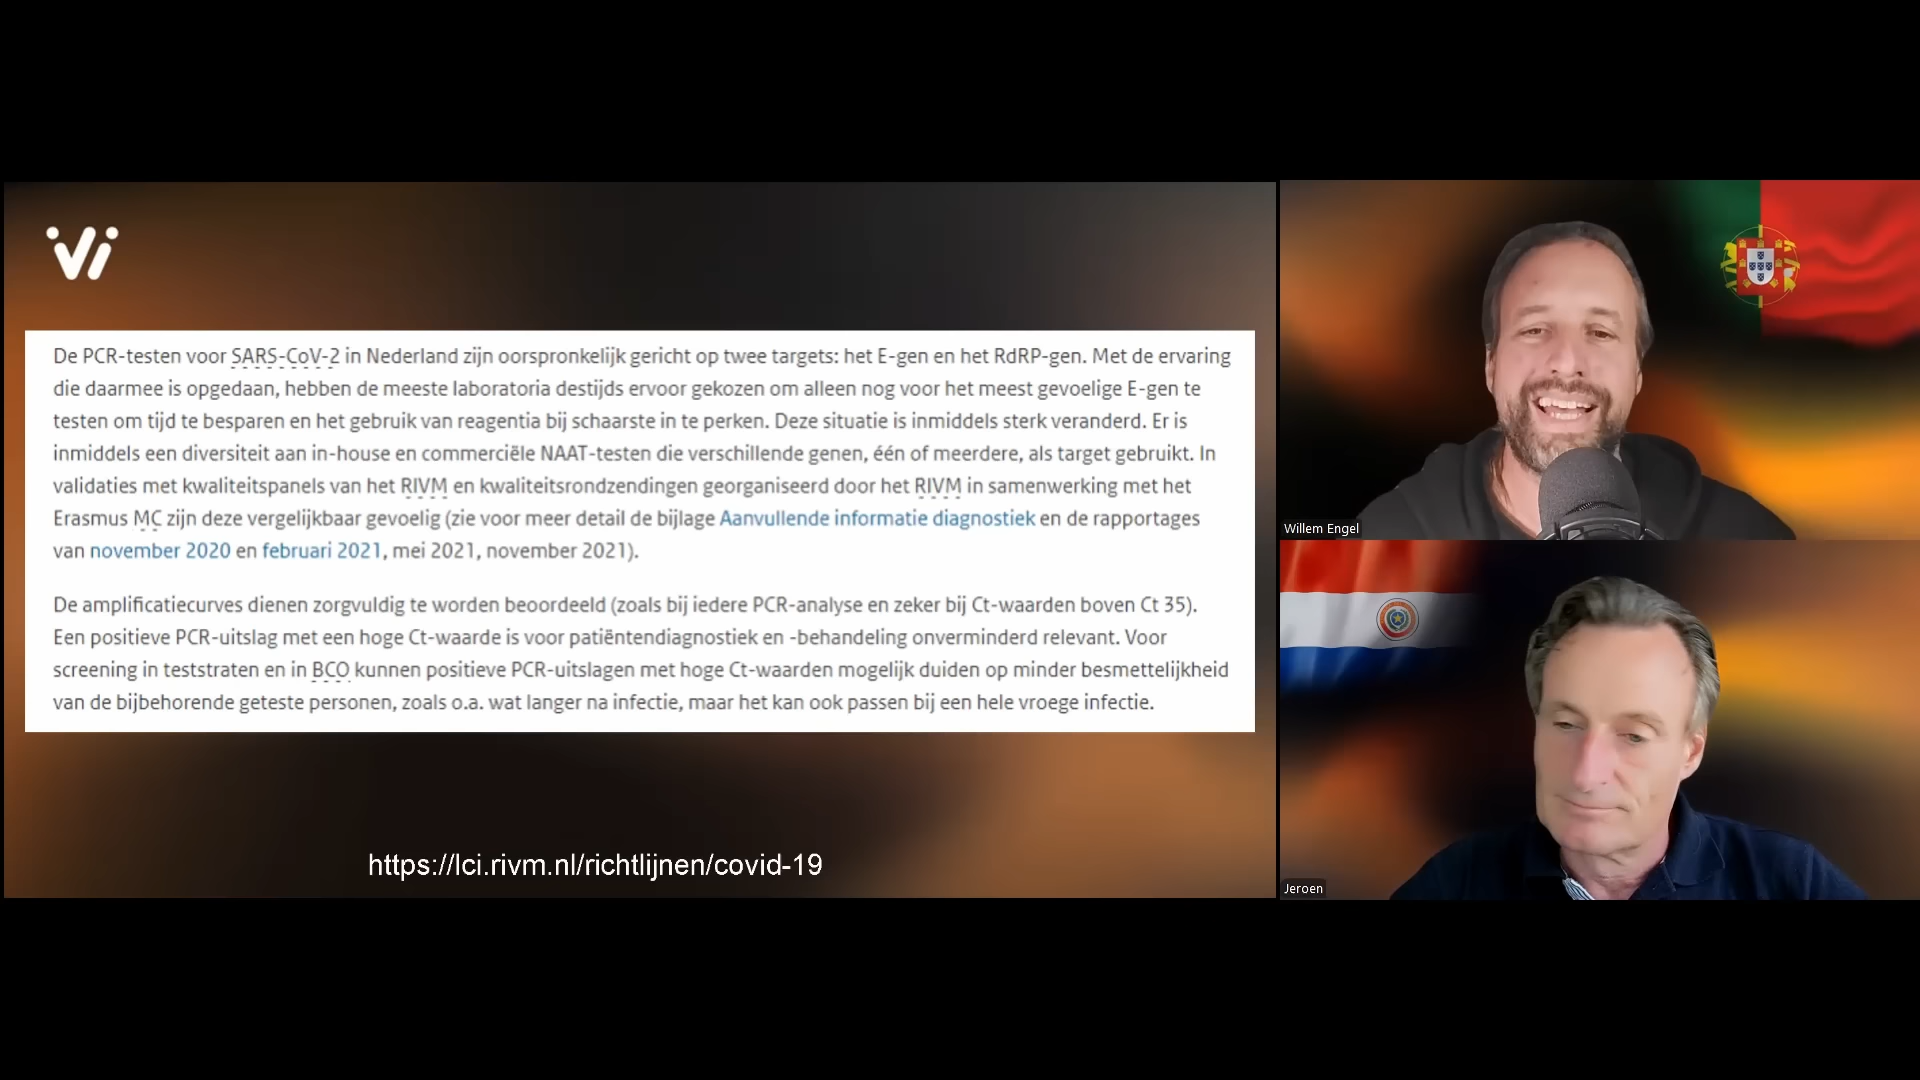 De PCR-testen voor SARS-CoV-2 in Nederland zijn oorspronkelijk gericht op twee targets: het E-gen en het RdRP-gen. Met de ervaring
die daarmee is opgedaan, hebben de meeste laboratoria destijds ervoor gekozen om alleen nog voor het meest gevoelige E-gen te
testen om tijd te besparen en het gebruik van reagentia bij schaarste in te perken. Deze situatie is inmiddels sterk veranderd. Er is
inmiddels een diversiteit aan in-house en commerciële NAAT-testen die verschillende genen, één of meerdere, als target gebruikt. In
validaties met kwaliteitspanels van het RIVM en kwaliteitsrondzendingen georganiseerd door het RIVM in samenwerking met het
Erasmus MC zijn deze vergelijkbaar gevoelig (zie voor meer detail de bijlage Aanvullende informatie diagnostiek en de rapportages
van november 2020 en februari 2021, mei 2021, november 2021).
De amplificatiecurves dienen zorgvuldig te worden beoordeeld (zoals bij iedere PCR-analyse en zeker bij Ct-waarden boven Ct 35).
Een positieve PCR-uitslag met een hoge Ct-waarde is voor patiëntendiagnostiek en -behandeling onverminderd relevant. Voor
screening in teststraten en in BCO kunnen positieve PCR-uitslagen met hoge Ct-waarden mogelijk duiden op minder besmettelijkheid
van de bijbehorende geteste personen, zoals o.a. wat langer na infectie, maar het kan ook passen bij een hele vroege infectie.
https://lci.rivm.nl/richtlijnen/covid-19
Willem Engel
Jeroen